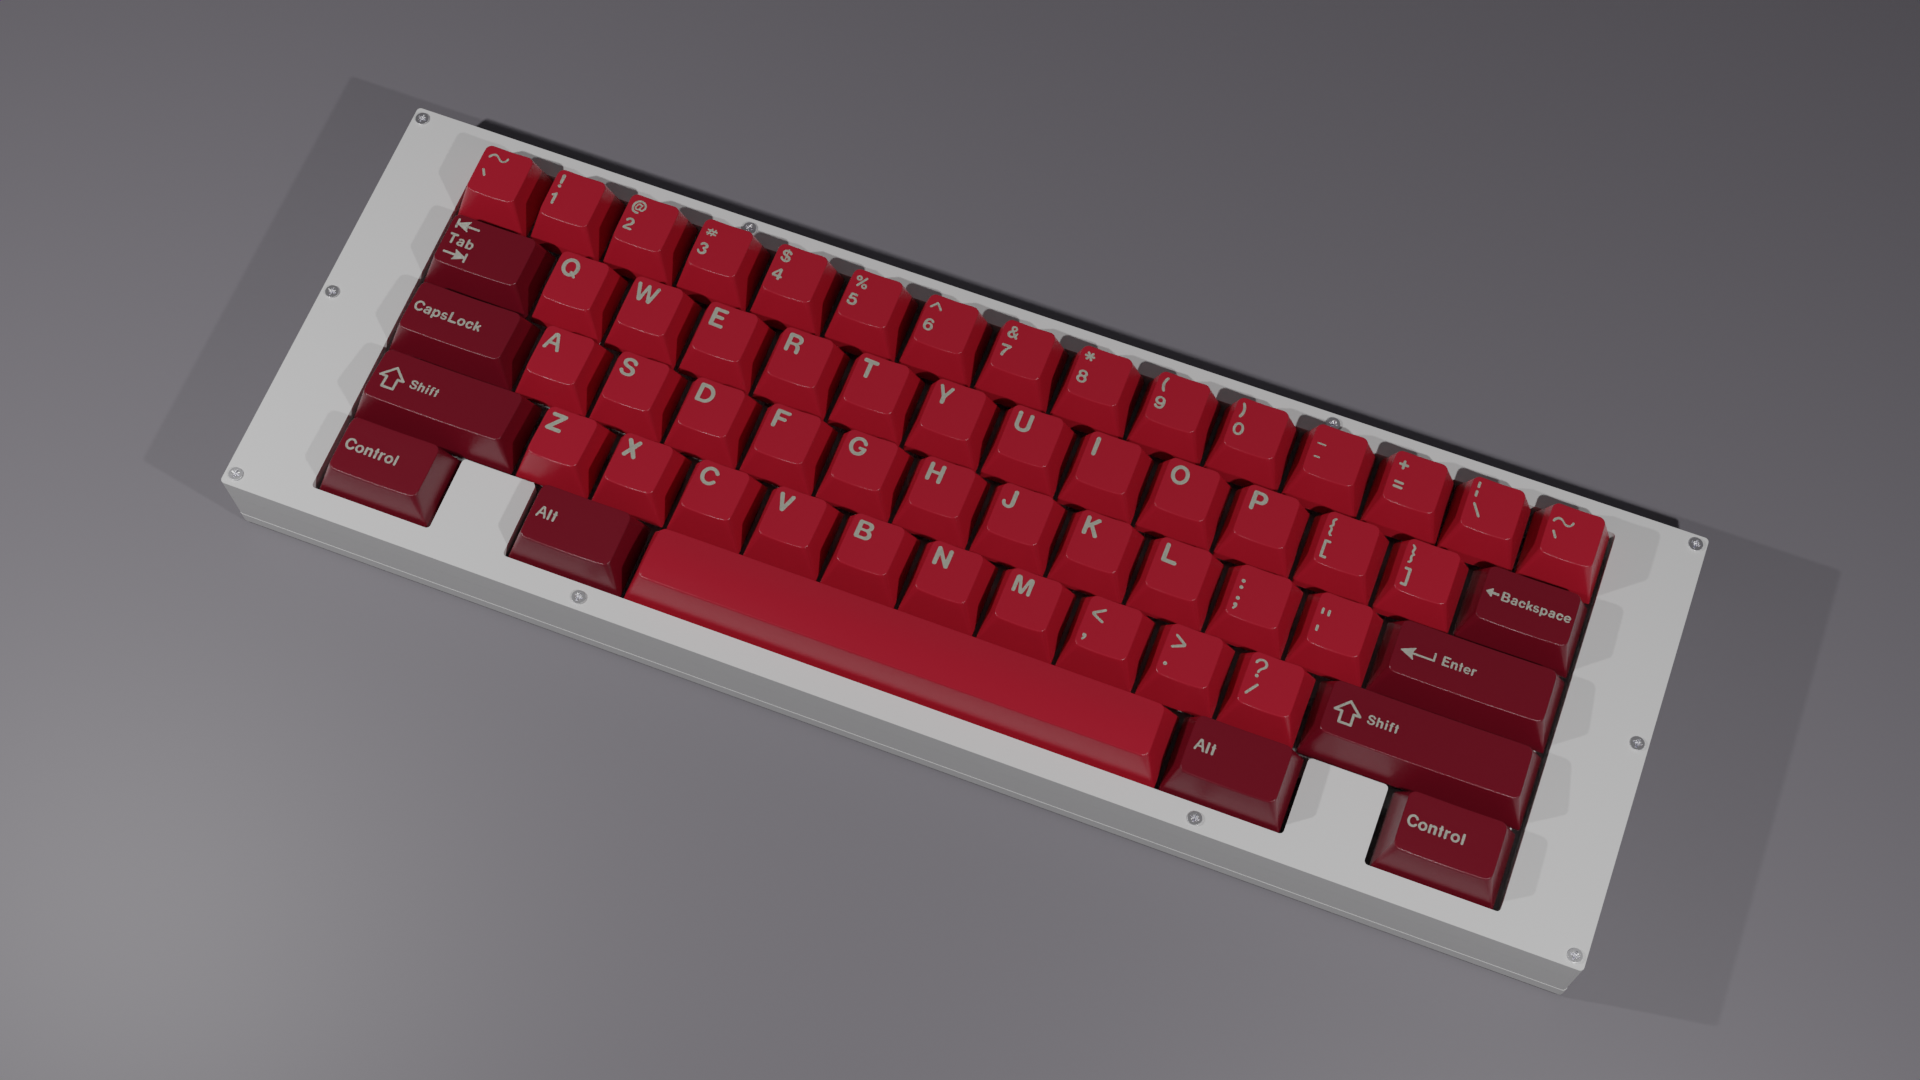 ~ ! @ # $ % ^ & * ( ) - + | ~
` 1 2 3 4 5 6 7 8 9 0 - = \ `
Tab Q W E R T Y U I O P { } ←Backspace
[ ]
CapsLock A S D F G H J K L : " Enter
; '
Shift Z X C V B N M < > ? Shift
, . /
Control Alt Alt Control